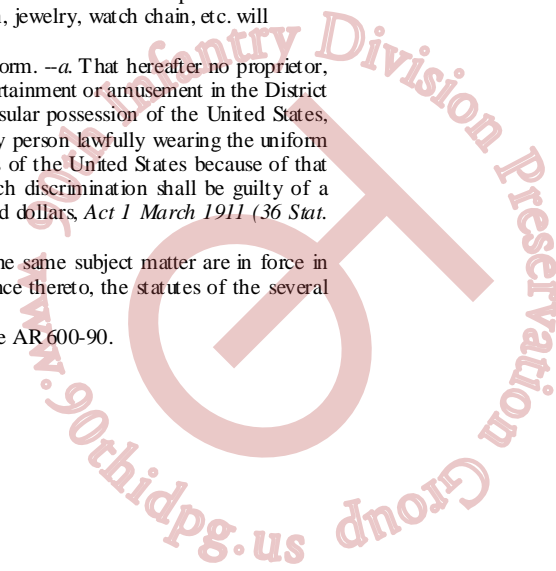 , jewelry, watch chain, etc. will
orm. --a. That hereafter no proprietor,
rtainment or amusement in the District
sular possession of the United States,
y person lawfully wearing the uniform
s of the United States because of that
ch discrimination shall be guilty of a
d dollars, Act 1 March 1911 (36 Stat.
he same subject matter are in force in
nce thereto, the statutes of the several
e AR 600-90.
www.90thidpg.us 90th Infantry Division Preservation Group